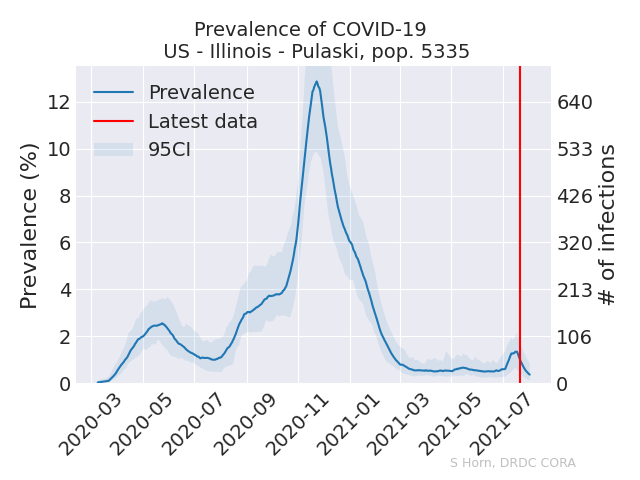 Prevalence of COVID-19
US - Illinois - Pulaski, pop. 5335
Prevalence
Latest data
95CI
Prevalence (%)
12
10
8
6
4
2
0
640
533
426
320
213
106
0
# of infections
2020-03
2020-05
2020-07
2020-09
2020-11
2021-01
2021-03
2021-05
2021-07
S Horn, DRDC CORA